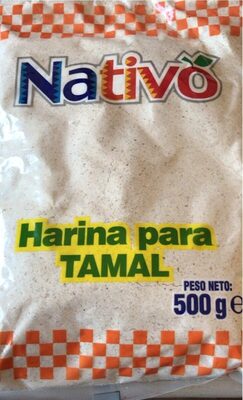 Nativo
Harina para
TAMAL
PESO NETO:
500 g e